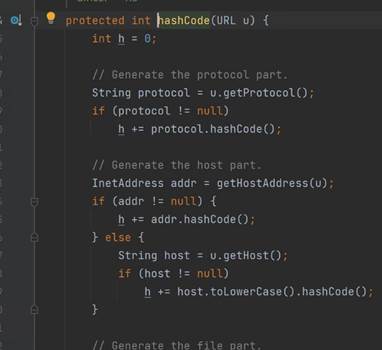 protected int hashCode(URL u) {
int h = 0;
// Generate the protocol part.
String protocol = u.getProtocol();
if (protocol != null)
h += protocol.hashCode();
// Generate the host part.
InetAddress addr = getHostAddress(u);
if (addr != null) {
h += addr.hashCode();
} else {
String host = u.getHost();
if (host != null)
h += host.toLowerCase().hashCode();
}
// Generate the file part.